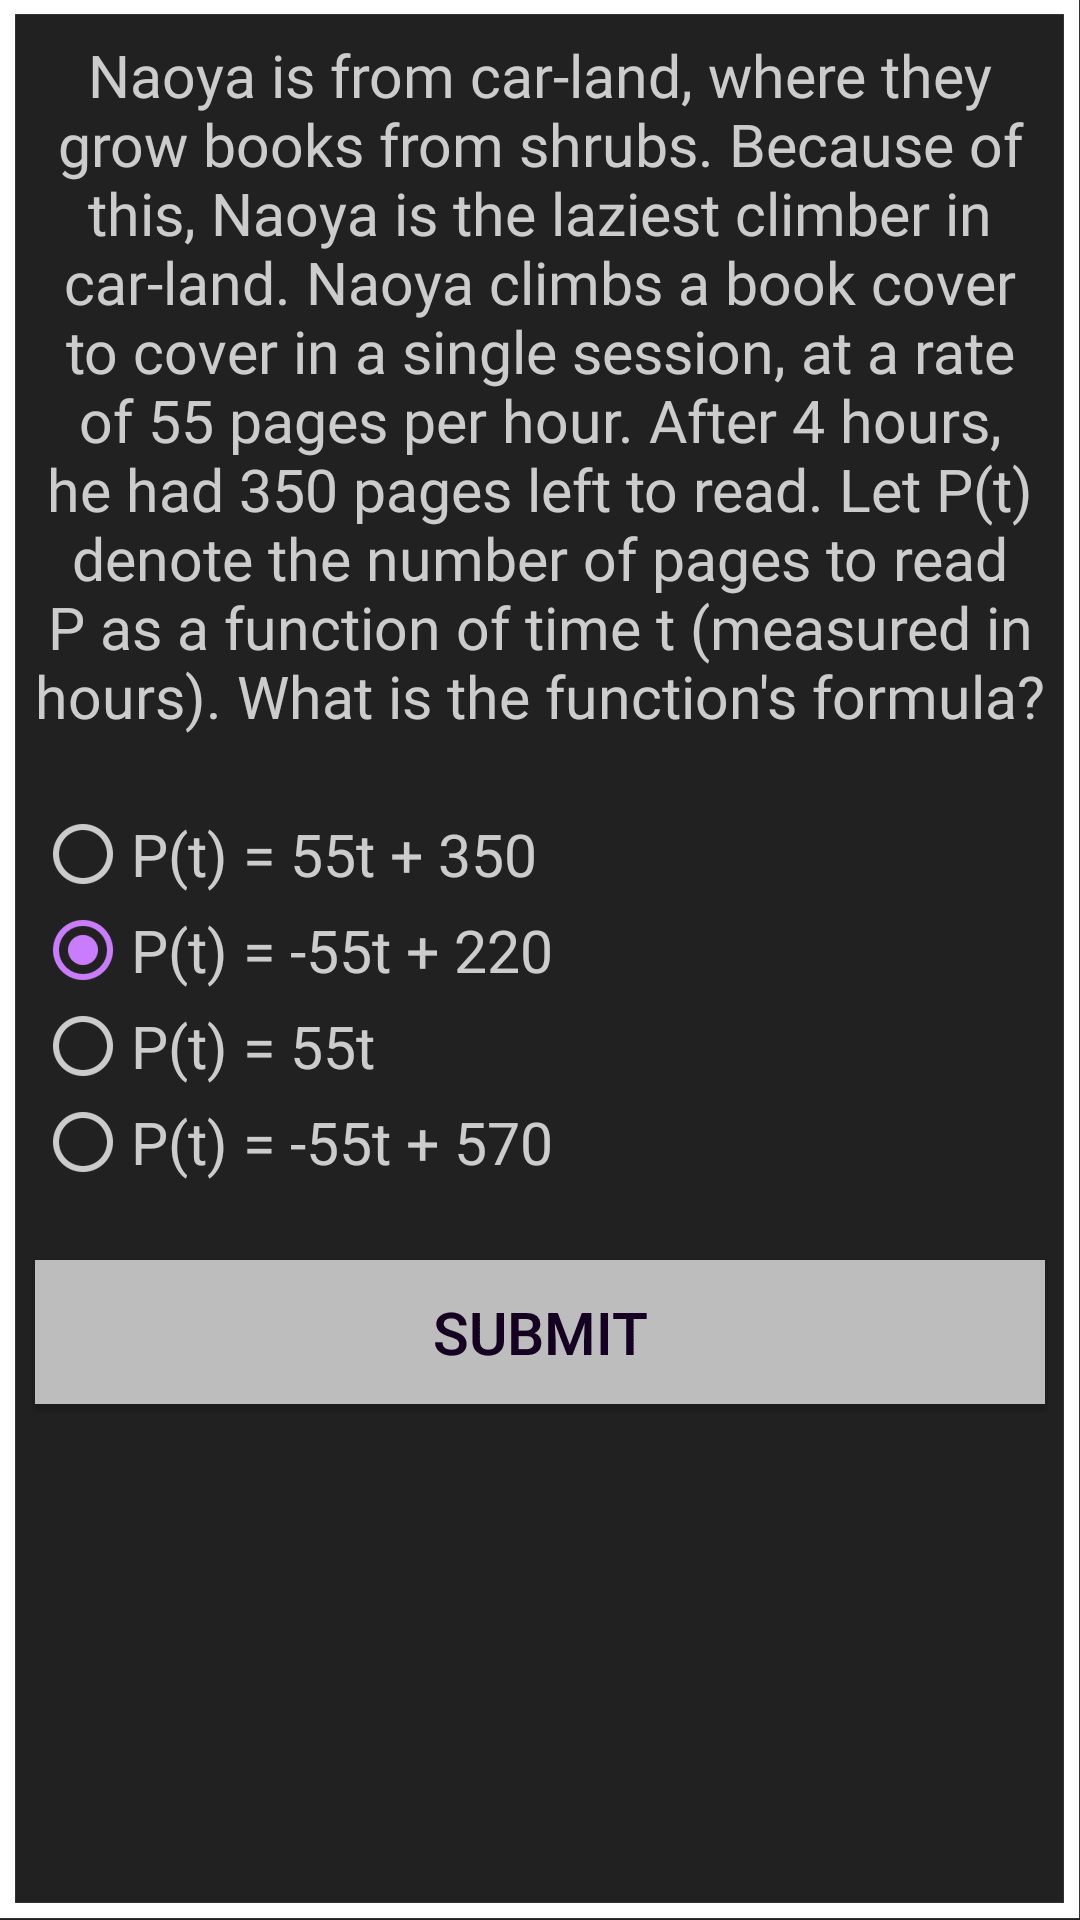 Naoya is from car-land, where they
grow books from shrubs. Because of
this, Naoya is the laziest climber in
car-land. Naoya climbs a book cover
to cover in a single session, at a rate
of 55 pages per hour. After 4 hours,
he had 350 pages left to read. Let P(t)
denote the number of pages to read
P as a function of time t (measured in
hours). What is the function's formula?
P(t) = 55t + 350
P(t) = -55t + 220
P(t) = 55t
P(t) = -55t + 570
SUBMIT